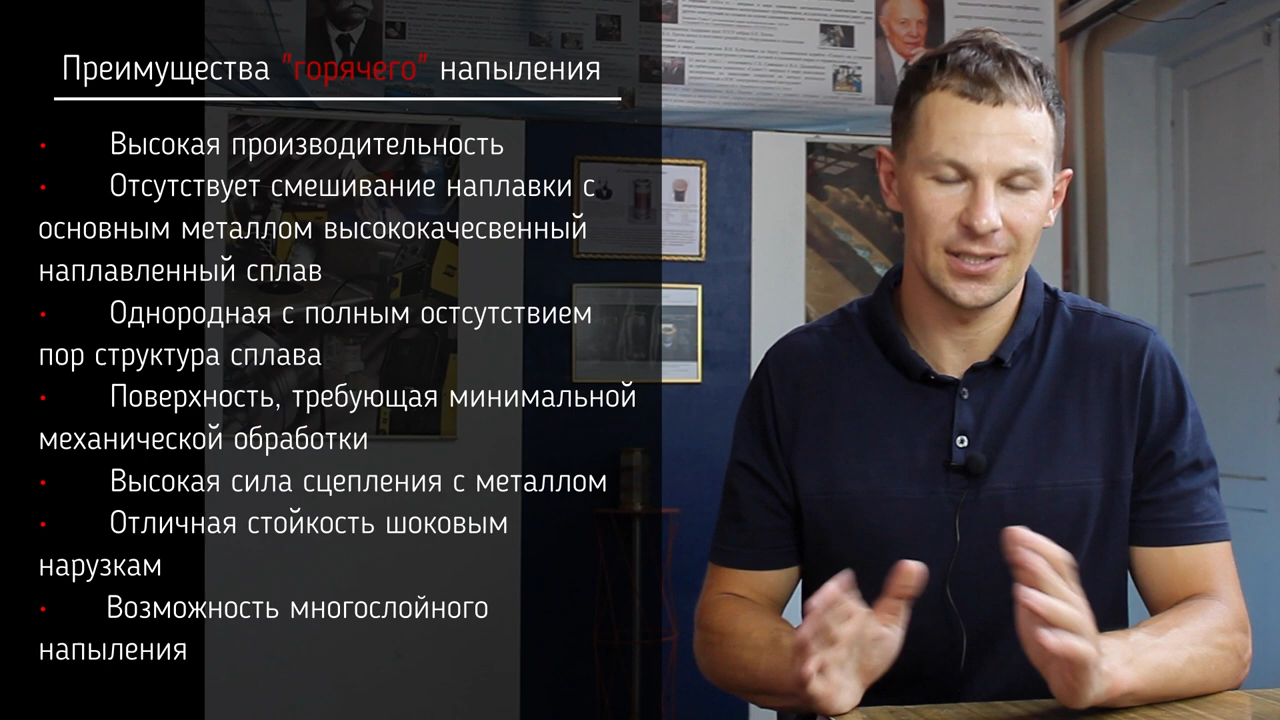 Преимущества "горячего" напыления
• Высокая производительность
• Отсутствует смешивание наплавки с
основным металлом высококачесвенный
наплавленный сплав
• Однородная с полным остсутствием
пор структура сплава
• Поверхность, требующая минимальной
механической обработки
• Высокая сила сцепления с металлом
• Отличная стойкость шоковым
нарузкам
• Возможность многослойного
напыления